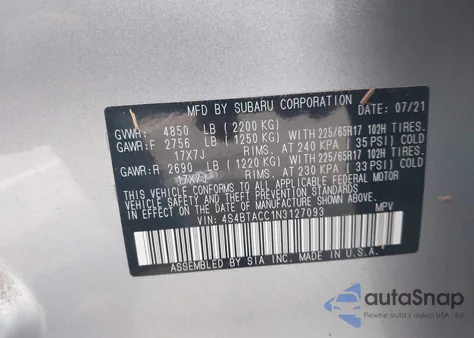 MFD BY SUBARU CORPORATION DATE: 07/21
GVWR: 4850 LB (2200 KG)
GAWR:F 2756 LB (1250 KG) WITH 225/65R17 102H TIRES.
17X7J RIMS. AT 240 KPA (35 PSI) COLD
GAWR:R 2690 LB (1220 KG) WITH 225/65R17 102H TIRES.
17X7J RIMS. AT 230 KPA (33 PSI) COLD
THIS VEHICLE CONFORMS TO ALL APPLICABLE FEDERAL MOTOR
VEHICLE SAFETY STANDARDS IN EFFECT ON THE
DATE OF MANUFACTURE SHOWN ABOVE.
VIN: 4S4BTACC1N3127093 MPV
ASSEMBLED BY SIA INC. MADE IN U.S.A.
autoSnap
Pewne auto z USA - EU